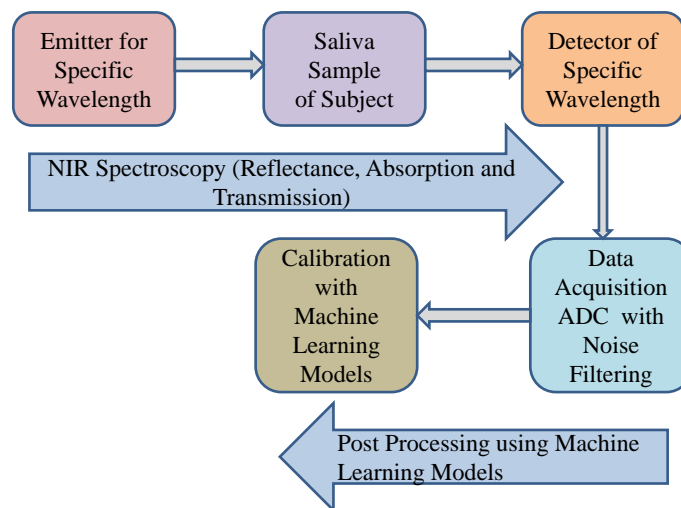 Emitter for
Specific
Wavelength
Saliva
Sample
of Subject
Detector of
Specific
Wavelength
NIR Spectroscopy (Reflectance, Absorption and
Transmission)
Calibration
with
Machine
Learning
Models
Data
Acquisition
ADC with
Noise
Filtering
Post Processing using Machine
Learning Models